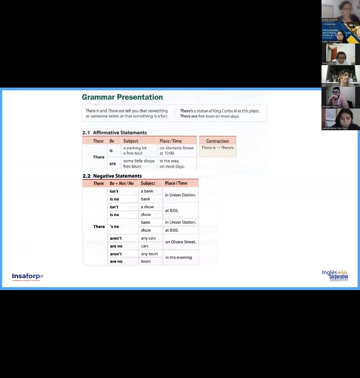 Grammar Presentation
There is and There are tell you that something
or someone exists or that something is a fact.
There's a statue of King Carlos III in this plaza.
There are free tours on most days.
2.1 Affirmative Statements
There Be Subject Place/Time
There is a parking lot on Alameda Street.
a free tour at 10:00.
are some little shops in the area.
free tours on most days.
Contraction
There is → There's.
2.2 Negative Statements
There Be + Not/No Subject Place/Time
There isn't a bank in Union Station.
is no bank
isn't a show at 8:00.
is no show
's no bank in Union Station.
show at 8:00.
aren't any cars on Olvera Street.
are no cars
aren't any tours in the evening.
are no tours
Insaforp
Inglés
Corporativo